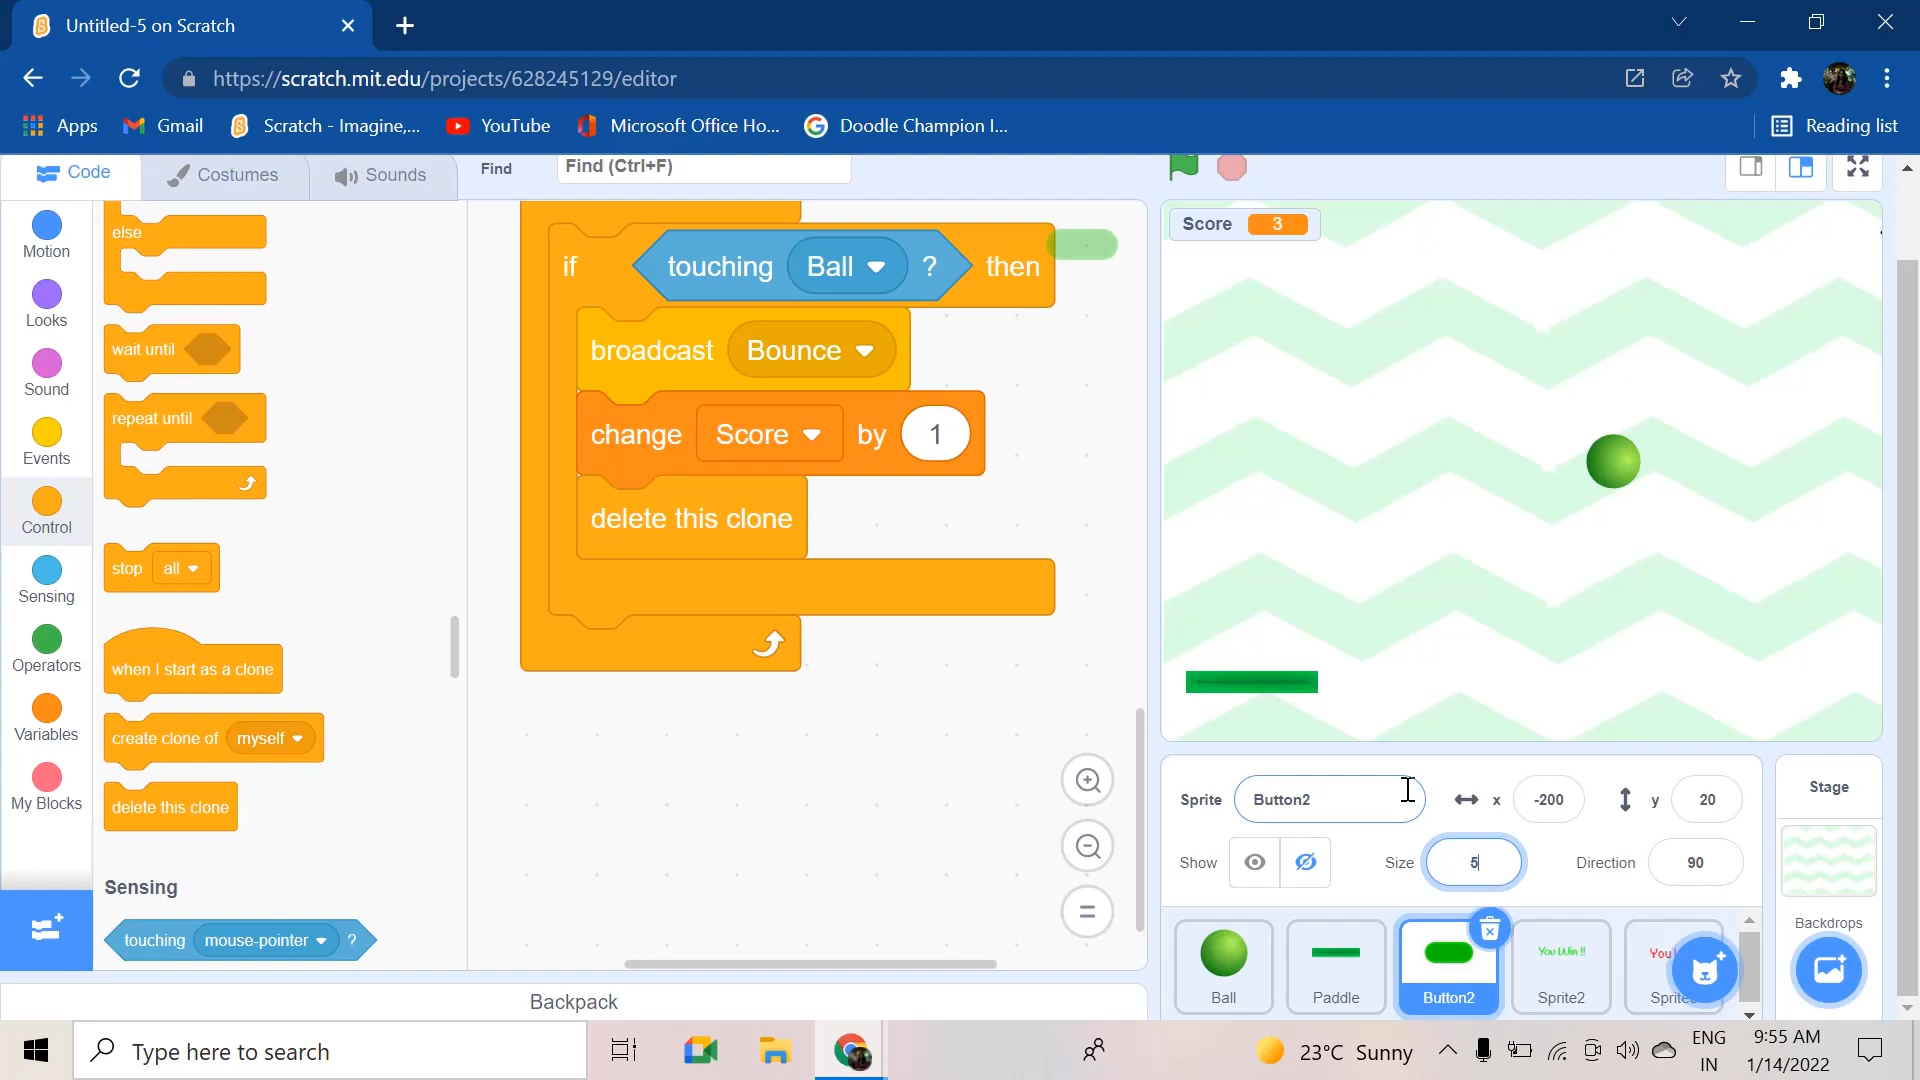 Untitled-5 on Scratch
https://scratch.mit.edu/projects/628245129/editor
Apps
Gmail
Scratch - Imagine,...
YouTube
Microsoft Office Ho...
Doodle Champion I...
Reading list
Code
Costumes
Sounds
Find
Find (Ctrl+F)
Motion
Looks
Sound
Events
Control
Sensing
Operators
Variables
My Blocks
else
wait until
repeat until
stop all
when I start as a clone
create clone of myself
delete this clone
Sensing
touching mouse-pointer ?
if touching Ball ? then
broadcast Bounce
change Score by 1
delete this clone
Backpack
Score 3
Sprite Button2 x -200 y 20
Show Size 5 Direction 90
Stage
Backdrops
Ball
Paddle
Button2
You Win !!
Sprite2
You
Sprite
Type here to search
23°C Sunny
ENG
IN
9:55 AM
1/14/2022